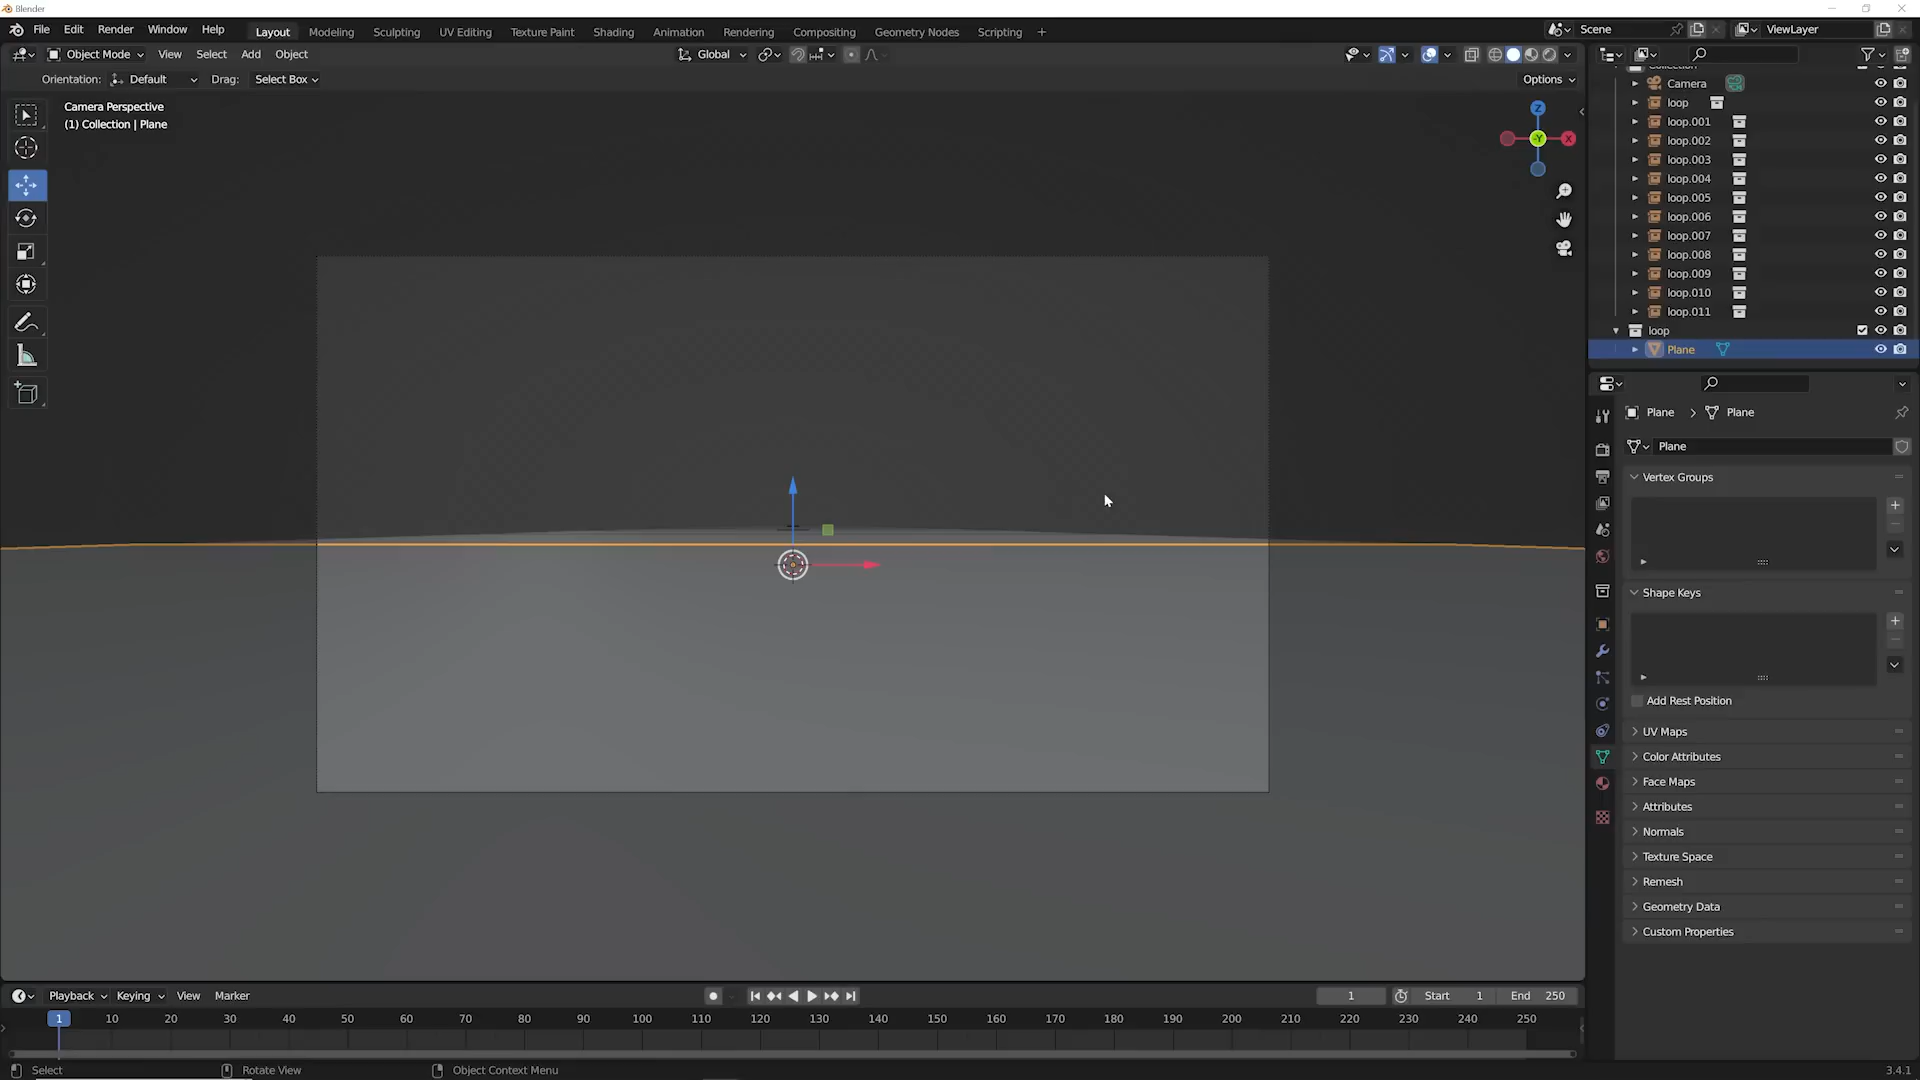 Blender
File Edit Render Window Help Layout Modeling Sculpting UV Editing Texture Paint Shading Animation Rendering Compositing Geometry Nodes Scripting + Scene ViewLayer
Object Mode View Select Add Object Global
Orientation: Default Drag: Select Box Options
Camera Perspective
(1) Collection | Plane
Z
Y
X
Collection
Camera
loop
loop.001
loop.002
loop.003
loop.004
loop.005
loop.006
loop.007
loop.008
loop.009
loop.010
loop.011
loop
Plane
Plane > Plane
Plane
Vertex Groups
Shape Keys
Add Rest Position
UV Maps
Color Attributes
Face Maps
Attributes
Normals
Texture Space
Remesh
Geometry Data
Custom Properties
Playback Keying View Marker 1 Start 1 End 250
1 10 20 30 40 50 60 70 80 90 100 110 120 130 140 150 160 170 180 190 200 210 220 230 240 250
Select Rotate View Object Context Menu 3.4.1